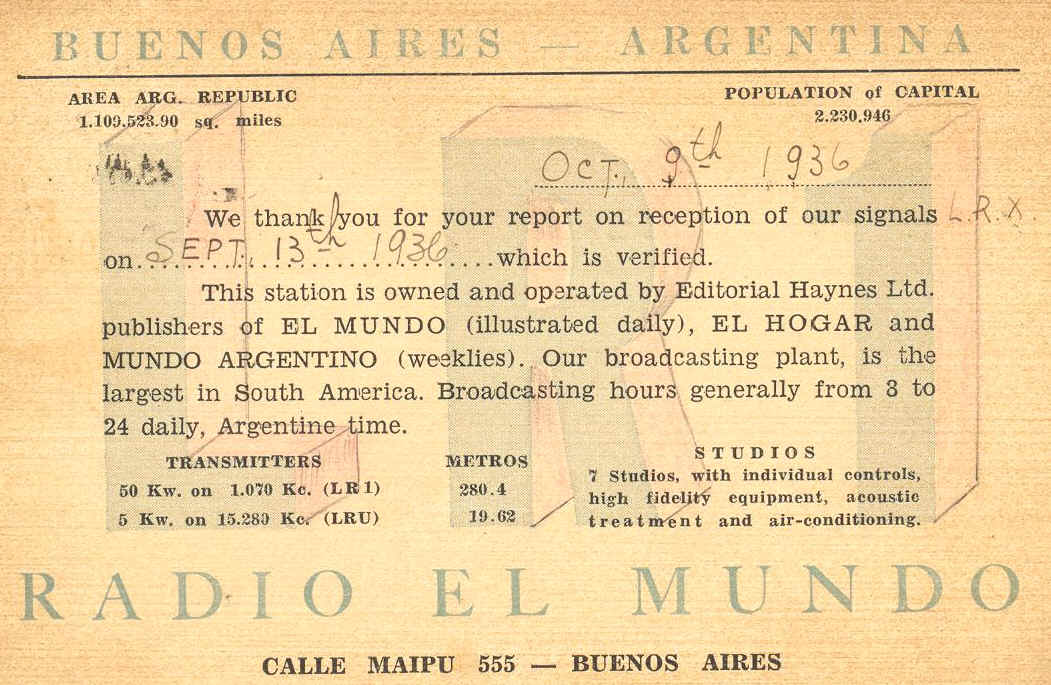 BUENOS AIRES — ARGENTINA
AREA ARG. REPUBLIC
1.109.523.90 sq. miles
POPULATION of CAPITAL
2.230.946
OCT., 9th 1936
We thank you for your report on reception of our signals L.R.X.
on SEPT. 13th 1936 which is verified.
This station is owned and operated by Editorial Haynes Ltd.
publishers of EL MUNDO (illustrated daily), EL HOGAR and
MUNDO ARGENTINO (weeklies). Our broadcasting plant, is the
largest in South America. Broadcasting hours generally from 8 to
24 daily, Argentine time.
TRANSMITTERS METROS
50 Kw. on 1.070 Kc. (LR1) 280.4
5 Kw. on 15.280 Kc. (LRU) 19.62
STUDIOS
7 Studios, with individual controls,
high fidelity equipment, acoustic
treatment and air-conditioning.
LR1
RADIO EL MUNDO
CALLE MAIPU 555 — BUENOS AIRES